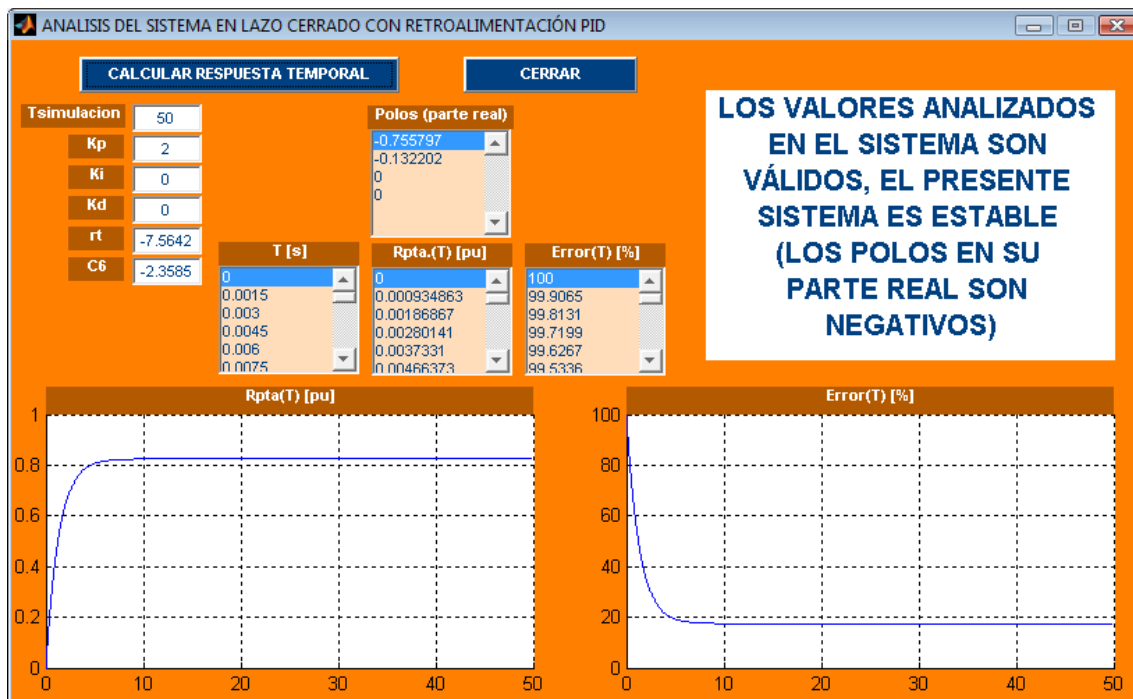 ANALISIS DEL SISTEMA EN LAZO CERRADO CON RETROALIMENTACIÓN PID
CALCULAR RESPUESTA TEMPORAL
CERRAR
Tsimulacion 50
Kp 2
Ki 0
Kd 0
rt -7.5642
C6 -2.3585
Polos (parte real)
-0.755797
-0.132202
0
0
LOS VALORES ANALIZADOS
EN EL SISTEMA SON
VÁLIDOS, EL PRESENTE
SISTEMA ES ESTABLE
(LOS POLOS EN SU
PARTE REAL SON
NEGATIVOS)
T [s]
0
0.0015
0.003
0.0045
0.006
0.0075
Rpta.(T) [pu]
0
0.000934863
0.00186867
0.00280141
0.0037331
0.00466373
Error(T) [%]
100
99.9065
99.8131
99.7199
99.6267
99.5336
Rpta(T) [pu]
1
0.8
0.6
0.4
0.2
0
0 10 20 30 40 50
Error(T) [%]
100
80
60
40
20
0
0 10 20 30 40 50